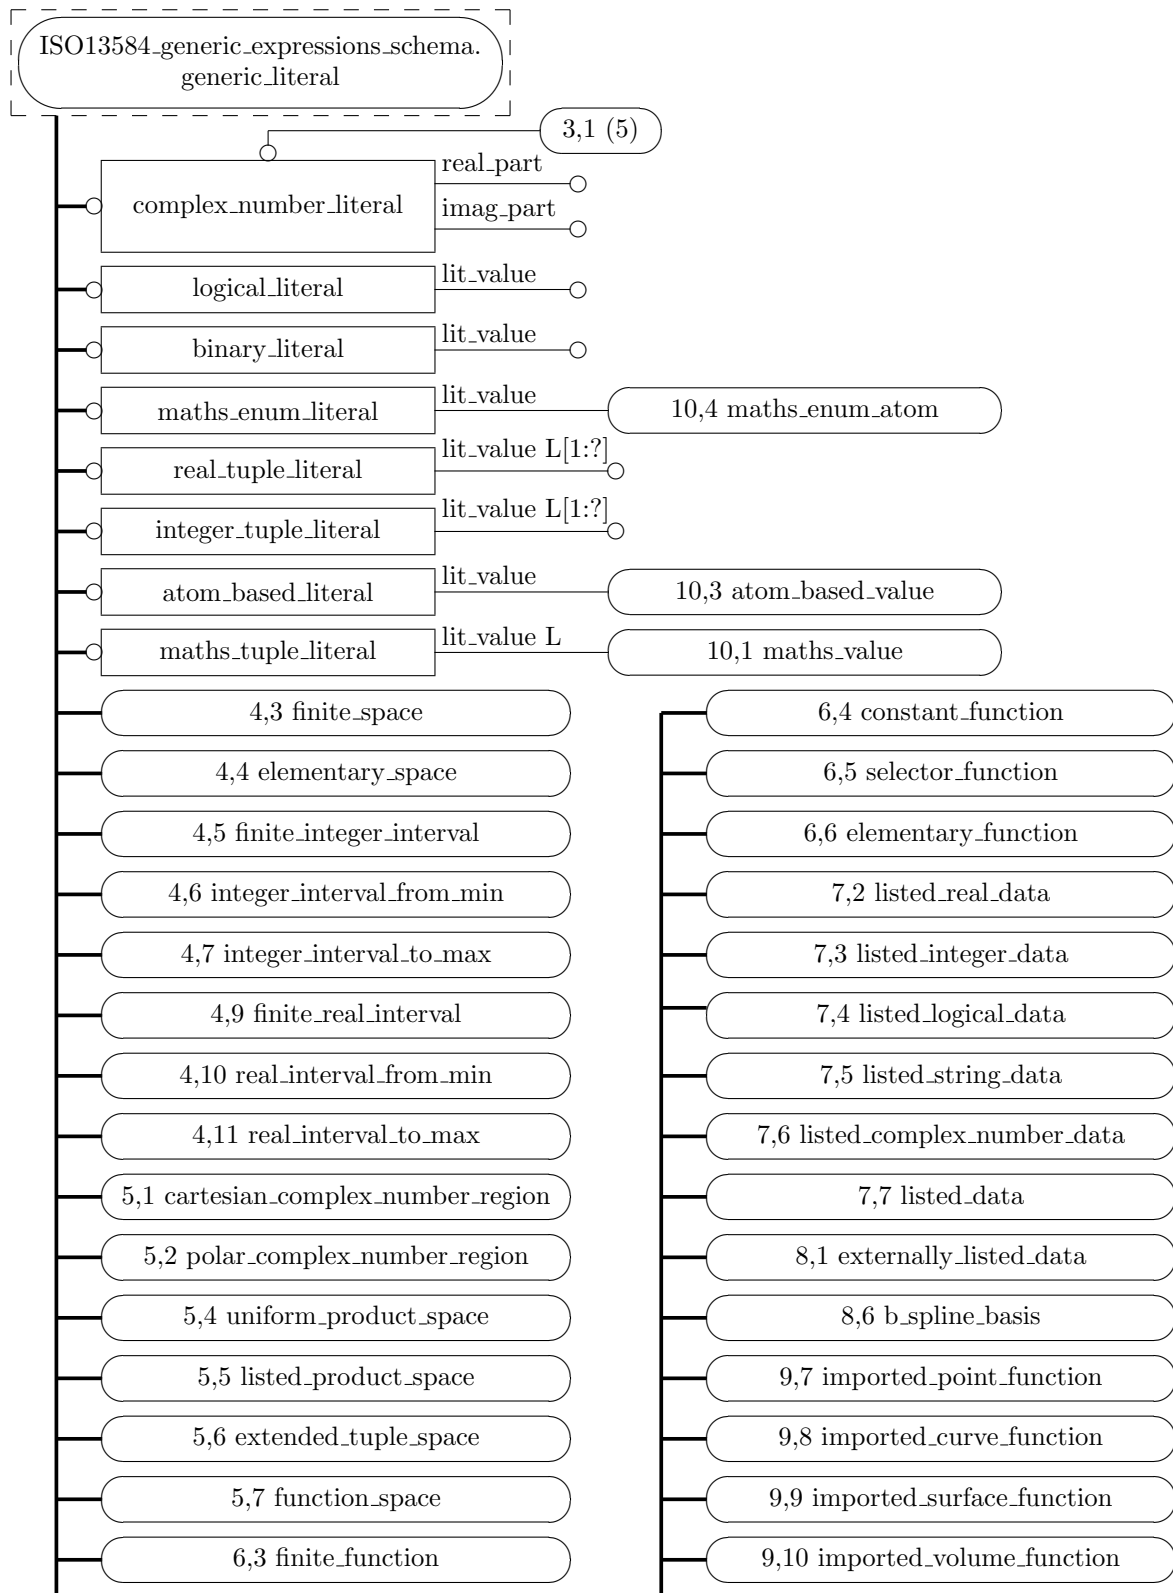 ISO13584_generic_expressions_schema.
generic_literal
3,1 (5)
complex_number_literal
real_part
imag_part
logical_literal
lit_value
binary_literal
lit_value
maths_enum_literal
lit_value
10,4 maths_enum_atom
real_tuple_literal
lit_value L[1:?]
integer_tuple_literal
lit_value L[1:?]
atom_based_literal
lit_value
10,3 atom_based_value
maths_tuple_literal
lit_value L
10,1 maths_value
4,3 finite_space
4,4 elementary_space
4,5 finite_integer_interval
4,6 integer_interval_from_min
4,7 integer_interval_to_max
4,9 finite_real_interval
4,10 real_interval_from_min
4,11 real_interval_to_max
5,1 cartesian_complex_number_region
5,2 polar_complex_number_region
5,4 uniform_product_space
5,5 listed_product_space
5,6 extended_tuple_space
5,7 function_space
6,3 finite_function
6,4 constant_function
6,5 selector_function
6,6 elementary_function
7,2 listed_real_data
7,3 listed_integer_data
7,4 listed_logical_data
7,5 listed_string_data
7,6 listed_complex_number_data
7,7 listed_data
8,1 externally_listed_data
8,6 b_spline_basis
9,7 imported_point_function
9,8 imported_curve_function
9,9 imported_surface_function
9,10 imported_volume_function